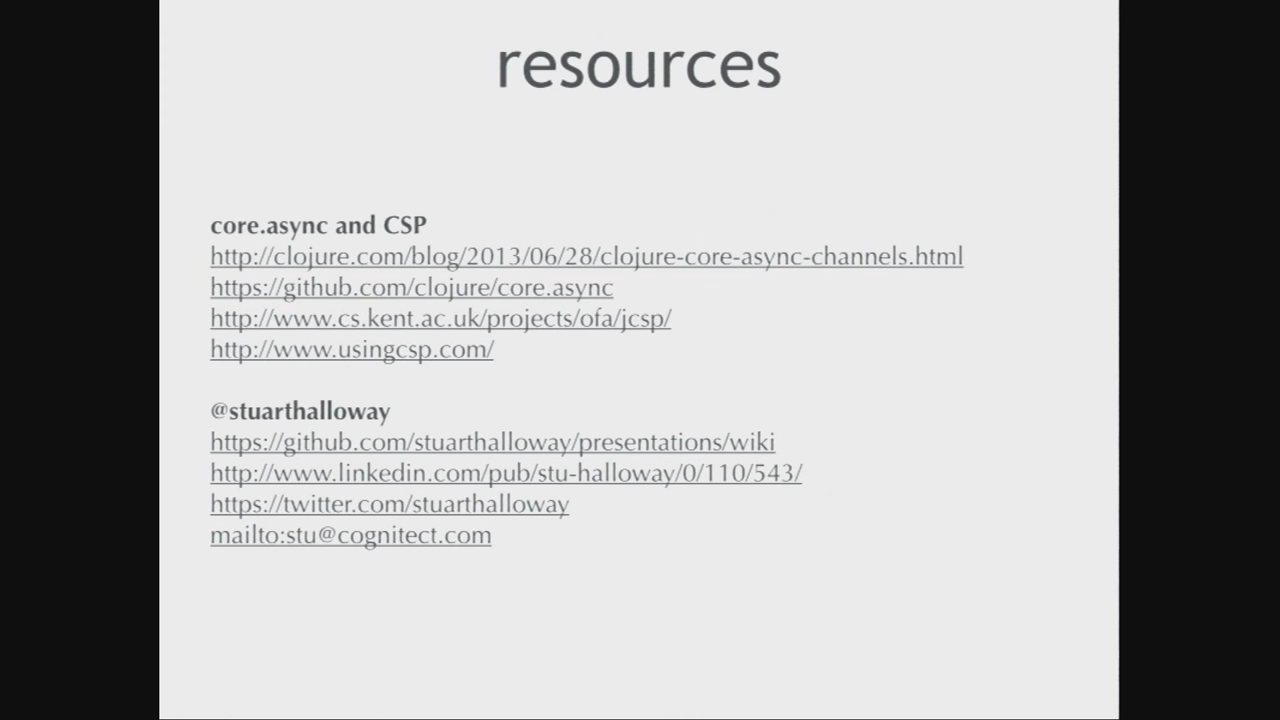 resources
core.async and CSP
http://clojure.com/blog/2013/06/28/clojure-core-async-channels.html
https://github.com/clojure/core.async
http://www.cs.kent.ac.uk/projects/ofa/jcsp/
http://www.usingcsp.com/
@stuarthalloway
https://github.com/stuarthalloway/presentations/wiki
http://www.linkedin.com/pub/stu-halloway/0/110/543/
https://twitter.com/stuarthalloway
mailto:stu@cognitect.com